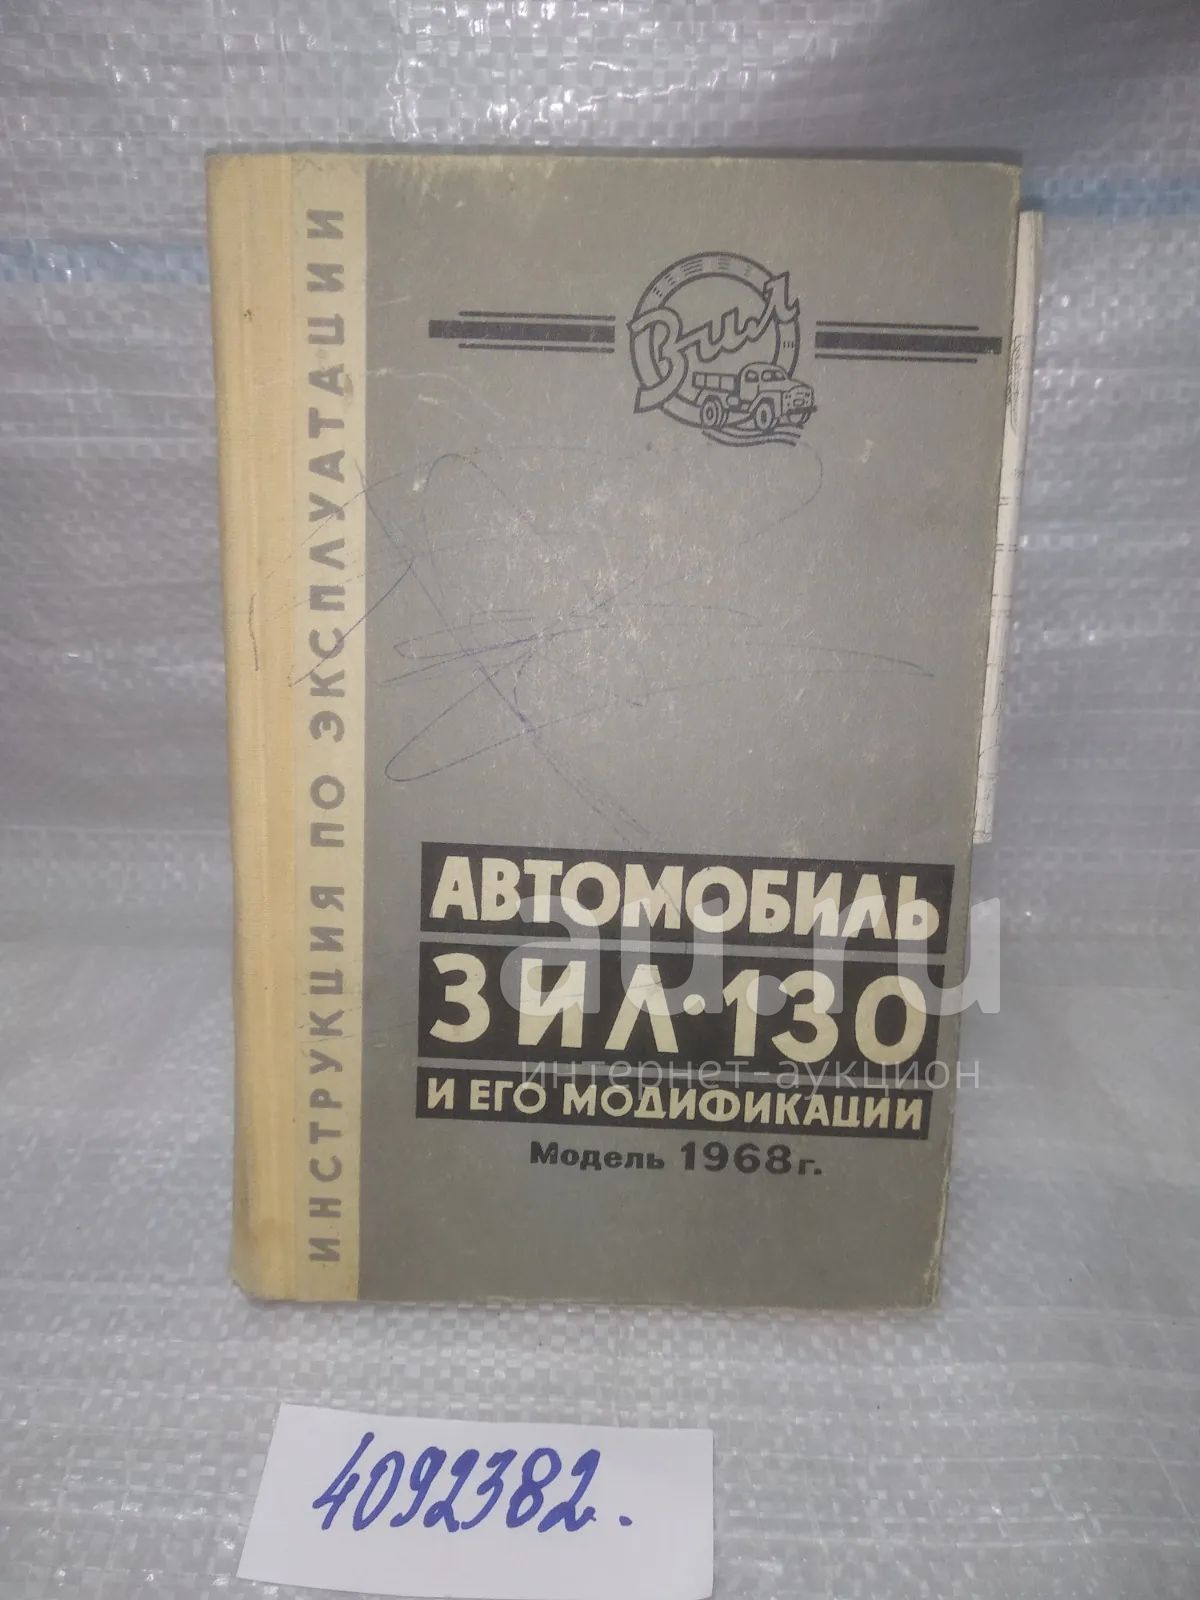 ИНСТРУКЦИЯ ПО ЭКСПЛУАТАЦИИ
Зил
АВТОМОБИЛЬ
ЗИЛ·130
И ЕГО МОДИФИКАЦИИ
Модель 1968 г.
au.ru
интернет-аукцион
4092382.